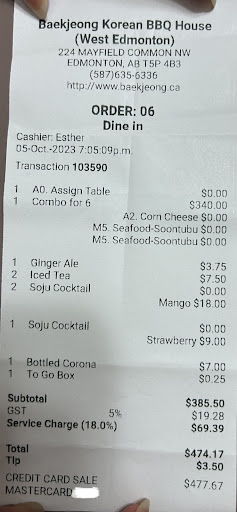 Baekjeong Korean BBQ House
(West Edmonton)
224 MAYFIELD COMMON NW
EDMONTON, AB T5P 4B3
(587)635-6336
http://www.baekjeong.ca
ORDER: 06
Dine in
Cashier: Esther
05-Oct.-2023 7:05:09p.m.
Transaction 103590
1 A0. Assign Table $0.00
1 Combo for 6 $340.00
A2. Corn Cheese $0.00
M5. Seafood-Soontubu $0.00
M5. Seafood-Soontubu $0.00
1 Ginger Ale $3.75
2 Iced Tea $7.50
2 Soju Cocktail $0.00
Mango $18.00
1 Soju Cocktail $0.00
Strawberry $9.00
1 Bottled Corona $7.00
1 To Go Box $0.25
Subtotal $385.50
GST 5% $19.28
Service Charge (18.0%) $69.39
Total $474.17
Tip $3.50
CREDIT CARD SALE $477.67
MASTERCARD